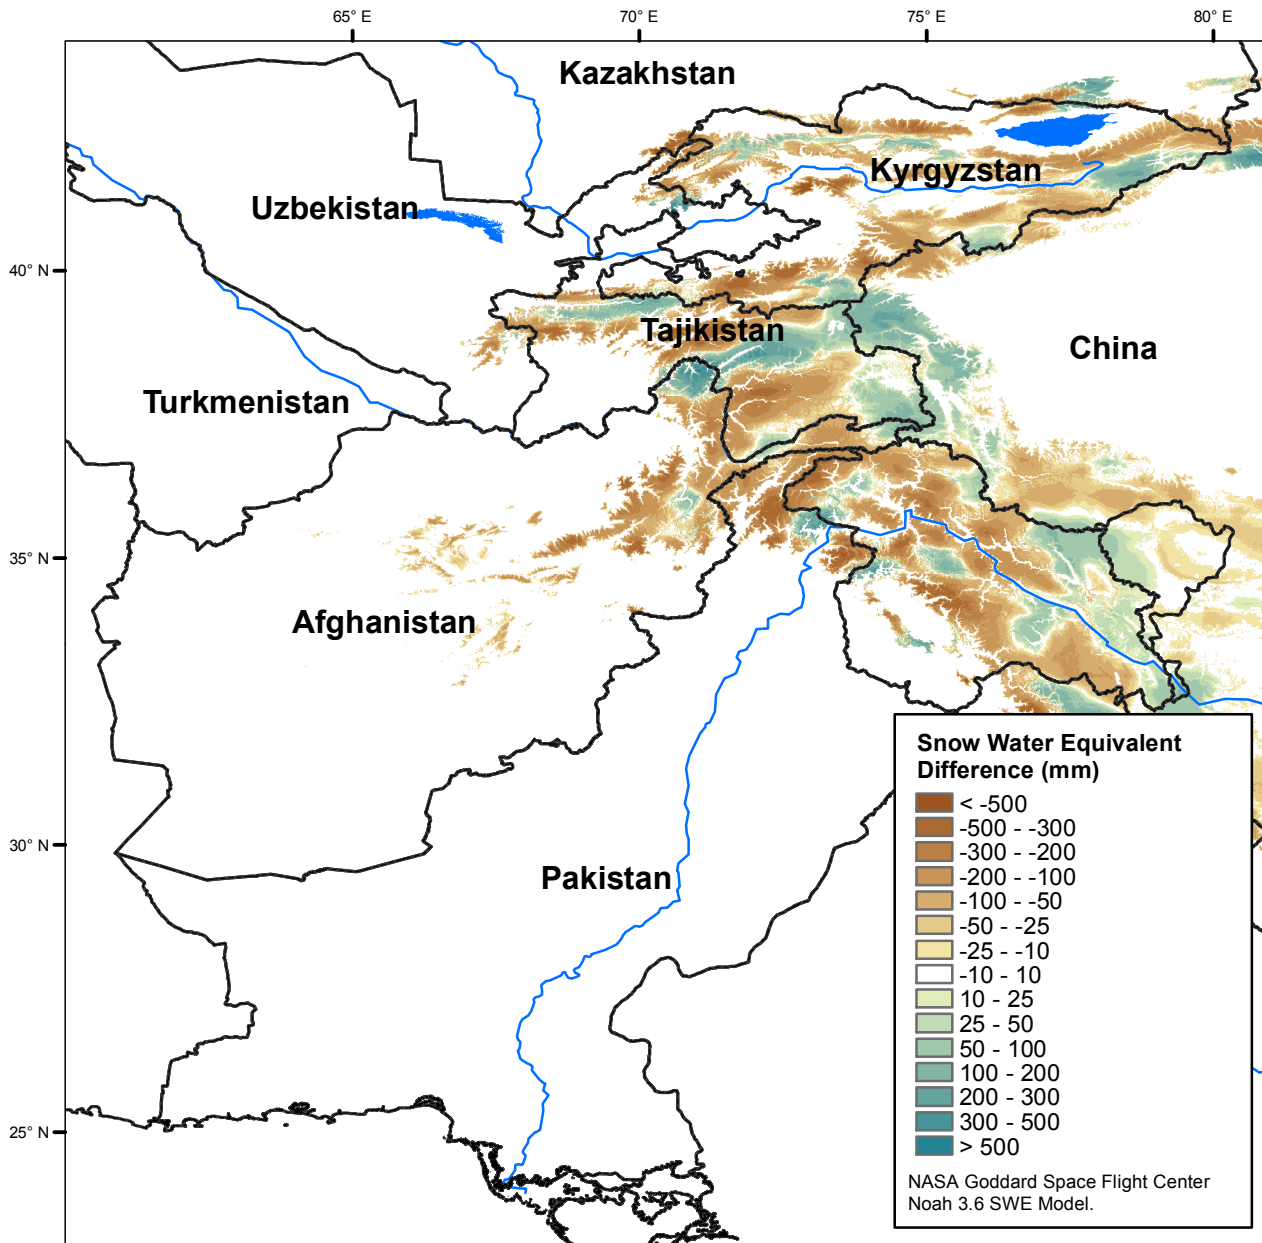 65° E
70° E
75° E
80° E
Kazakhstan
Kyrgyzstan
Uzbekistan
40° N
Tajikistan
China
Turkmenistan
35° N
Afghanistan
30° N
Pakistan
25° N
Snow Water Equivalent
Difference (mm)
< -500
-500 - -300
-300 - -200
-200 - -100
-100 - -50
-50 - -25
-25 - -10
-10 - 10
10 - 25
25 - 50
50 - 100
100 - 200
200 - 300
300 - 500
> 500
NASA Goddard Space Flight Center
Noah 3.6 SWE Model.